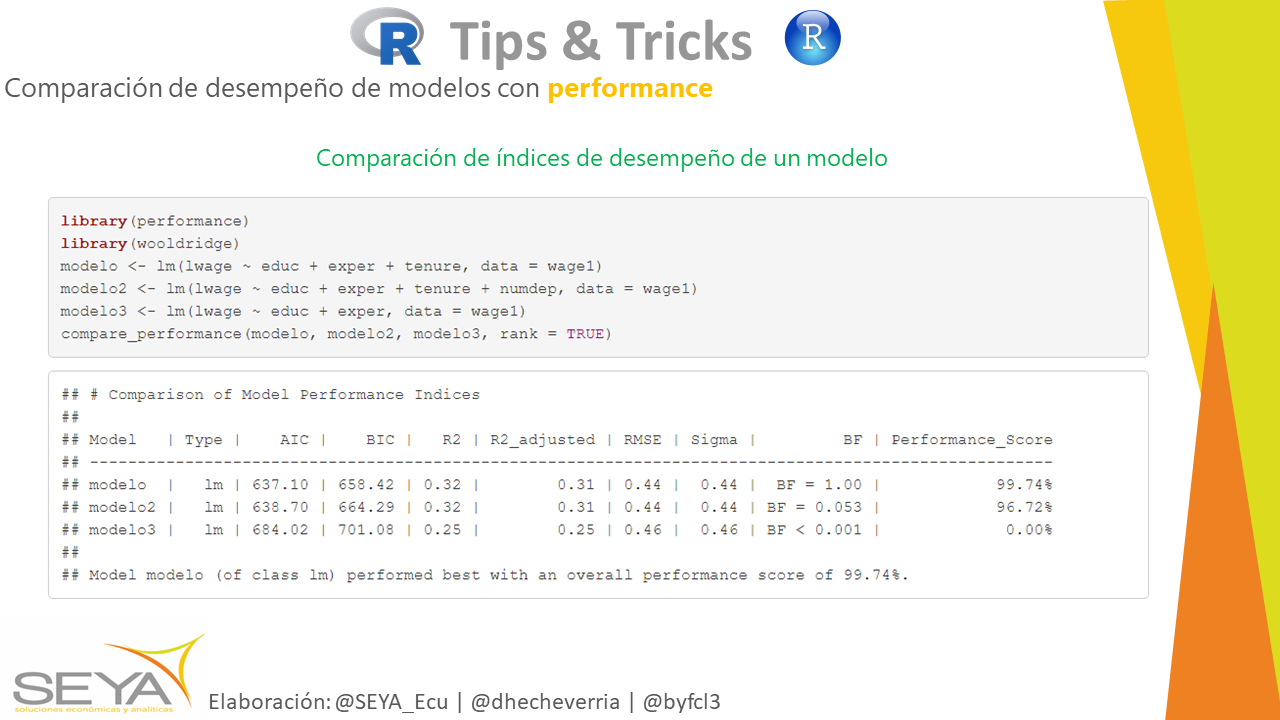 R Tips & Tricks R
Comparación de desempeño de modelos con performance
Comparación de índices de desempeño de un modelo
library(performance)
library(wooldridge)
modelo <- lm(lwage ~ educ + exper + tenure, data = wage1)
modelo2 <- lm(lwage ~ educ + exper + tenure + numdep, data = wage1)
modelo3 <- lm(lwage ~ educ + exper, data = wage1)
compare_performance(modelo, modelo2, modelo3, rank = TRUE)
## # Comparison of Model Performance Indices
##
## Model   | Type |    AIC |    BIC |   R2 | R2_adjusted | RMSE | Sigma |         BF | Performance_Score
## -----------------------------------------------------------------------------------------------------
## modelo  |   lm | 637.10 | 658.42 | 0.32 |        0.31 | 0.44 |  0.44 |  BF = 1.00 |            99.74%
## modelo2 |   lm | 638.70 | 664.29 | 0.32 |        0.31 | 0.44 |  0.44 | BF = 0.053 |            96.72%
## modelo3 |   lm | 684.02 | 701.08 | 0.25 |        0.25 | 0.46 |  0.46 | BF < 0.001 |             0.00%
##
## Model modelo (of class lm) performed best with an overall performance score of 99.74%.
SEYA
soluciones económicas y analíticas
Elaboración: @SEYA_Ecu | @dhecheverria | @byfcl3